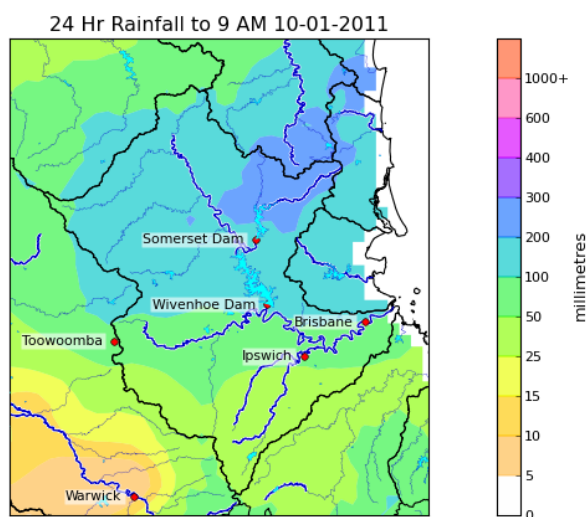 24 Hr Rainfall to 9 AM 10-01-2011
1000+
600
400
300
200
100
50
25
15
10
5
0
millimetres
Somerset Dam
Wivenhoe Dam
Brisbane
Toowoomba
Ipswich
Warwick